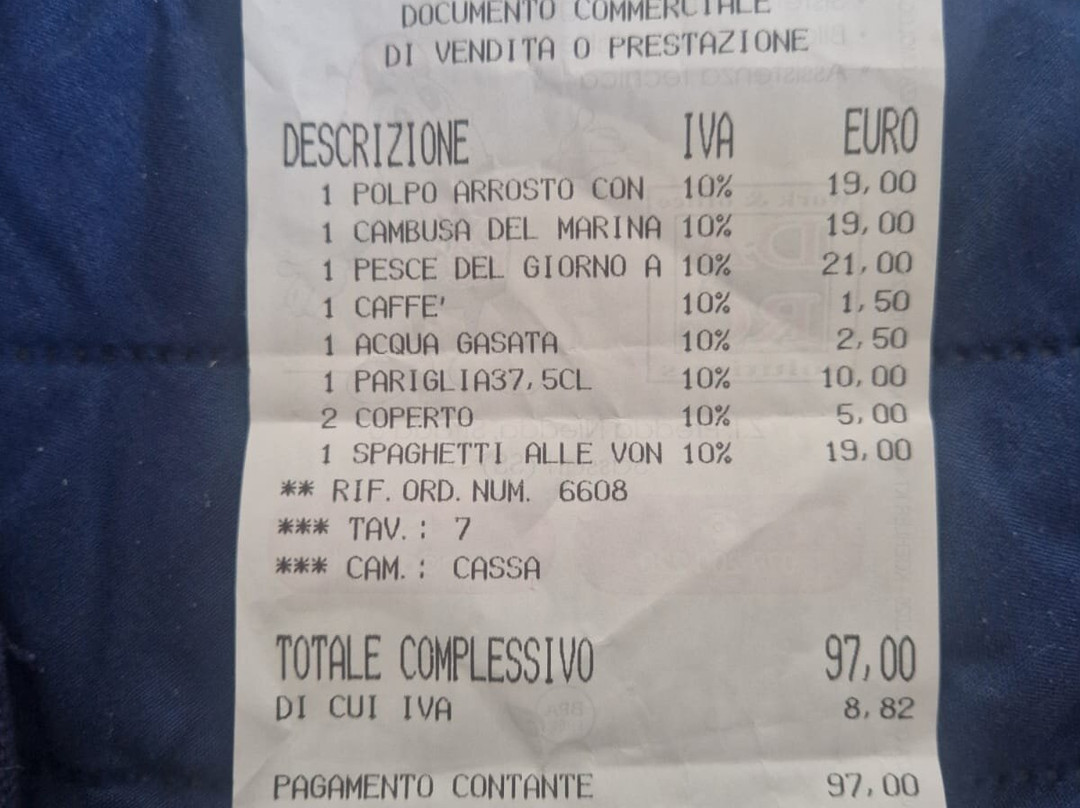 DOCUMENTO COMMERCIALE
DI VENDITA O PRESTAZIONE
DESCRIZIONE IVA EURO
1 POLPO ARROSTO CON 10% 19,00
1 CAMBUSA DEL MARINA 10% 19,00
1 PESCE DEL GIORNO A 10% 21,00
1 CAFFE' 10% 1,50
1 ACQUA GASATA 10% 2,50
1 PARIGLIA37,5CL 10% 10,00
2 COPERTO 10% 5,00
1 SPAGHETTI ALLE VON 10% 19,00
** RIF.ORD.NUM. 6608
*** TAV.: 7
*** CAM.: CASSA
TOTALE COMPLESSIVO 97,00
DI CUI IVA 8,82
PAGAMENTO CONTANTE 97,00